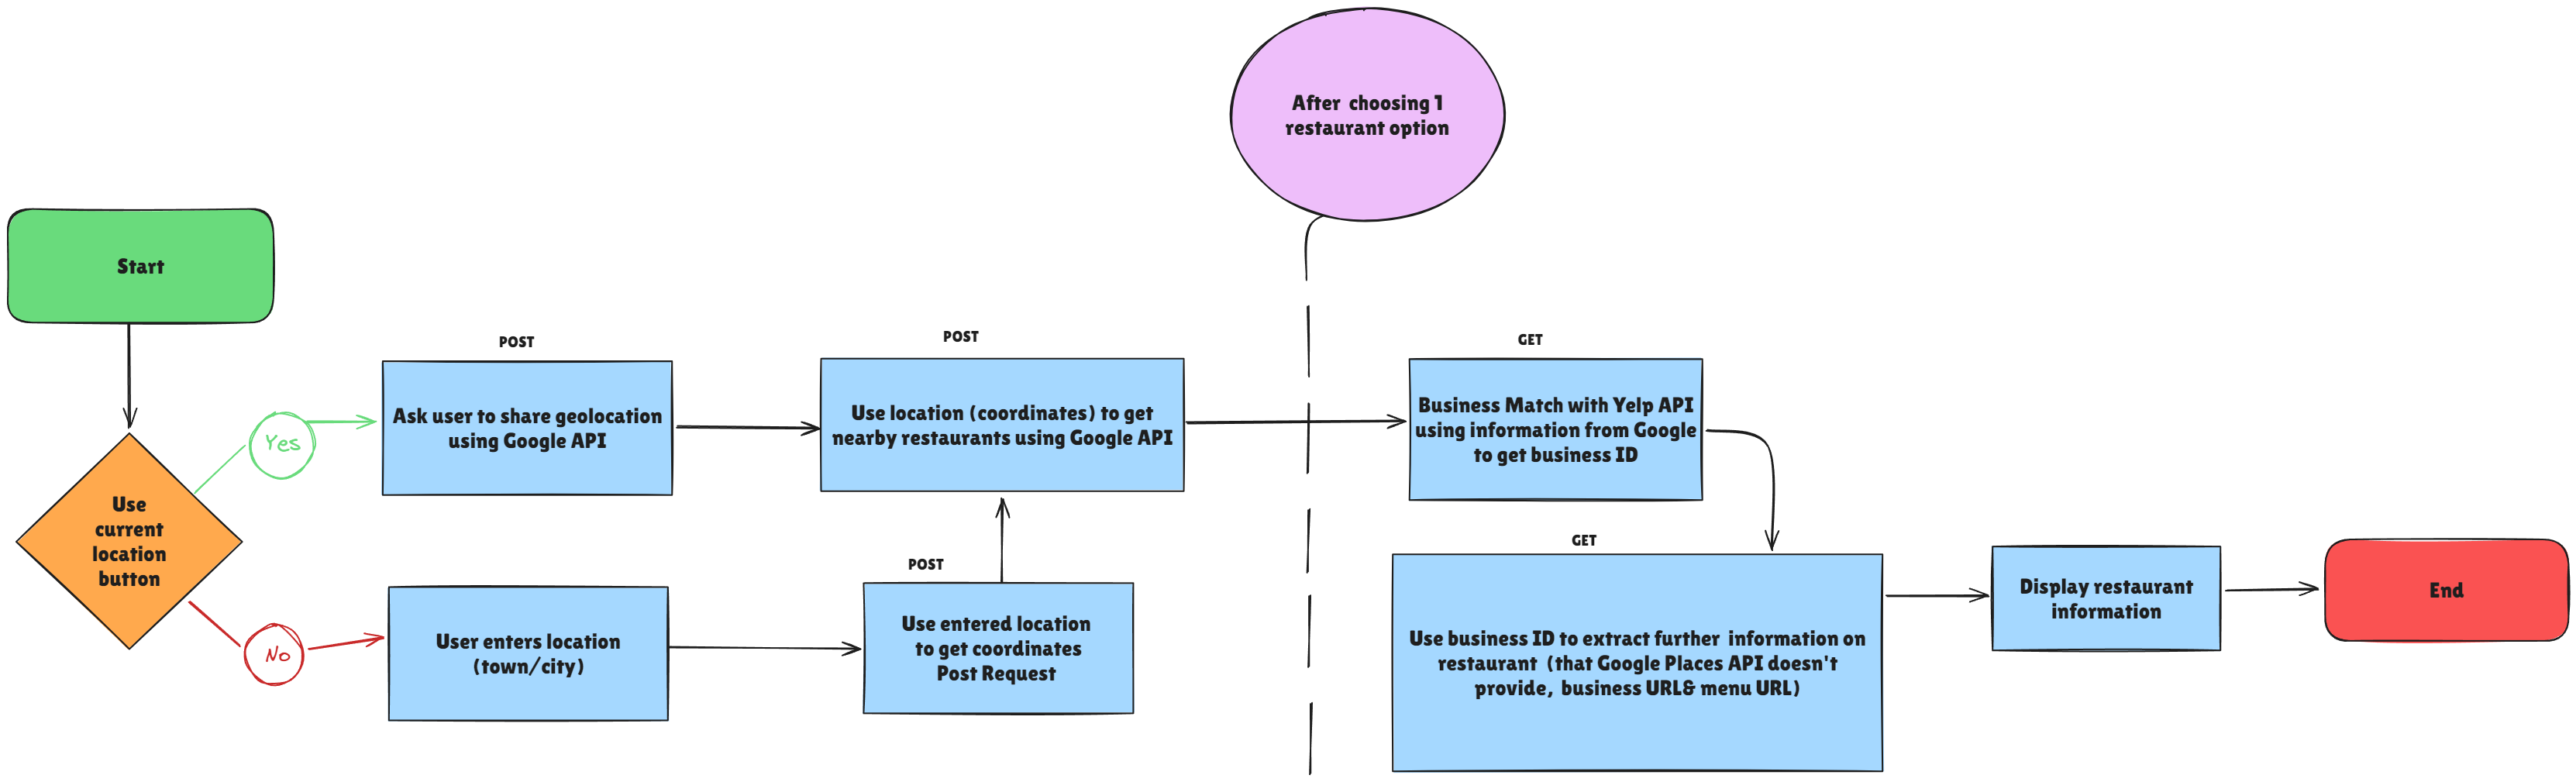 After choosing 1
restaurant option
Start
Use
current
location
button
Yes
No
POST
Ask user to share geolocation
using Google API
POST
Use location (coordinates) to get
nearby restaurants using Google API
User enters location
(town/city)
POST
Use entered location
to get coordinates
Post Request
GET
Business Match with Yelp API
using information from Google
to get business ID
GET
Use business ID to extract further information on
restaurant (that Google Places API doesn't
provide, business URL& menu URL)
Display restaurant
information
End